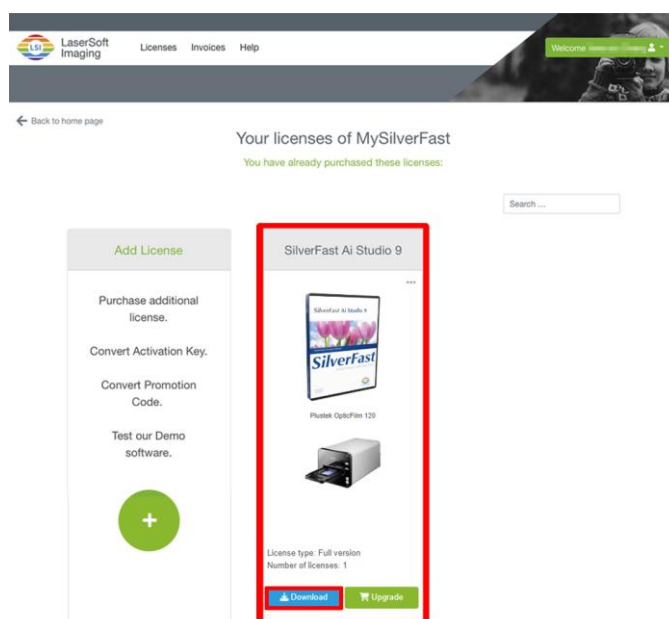 LSI
LaserSoft
Imaging
Licenses Invoices Help
Welcome
Back to home page
Your licenses of MySilverFast
You have already purchased these licenses:
Search ...
Add License
Purchase additional
license.
Convert Activation Key.
Convert Promotion
Code.
Test our Demo
software.
+
SilverFast Ai Studio 9
...
SilverFast Ai Studio 9
SilverFast
Plustek OpticFilm 120
License type: Full version
Number of licenses: 1
Download
Upgrade